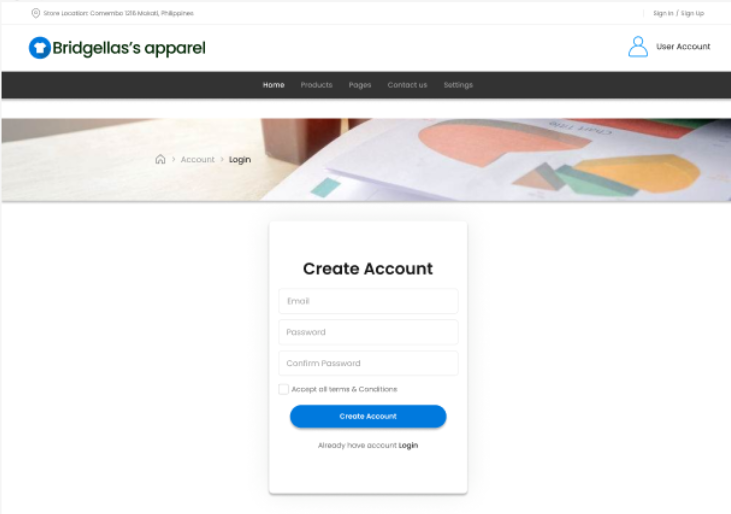 Store Location: Comembo 1216 Makati, Philippines
Sign In / Sign Up
Bridgellas's apparel
User Account
Home Products Pages Contact us Settings
Chart Title
Account > Login
Create Account
Email
Password
Confirm Password
Accept all terms & Conditions
Create Account
Already have account Login